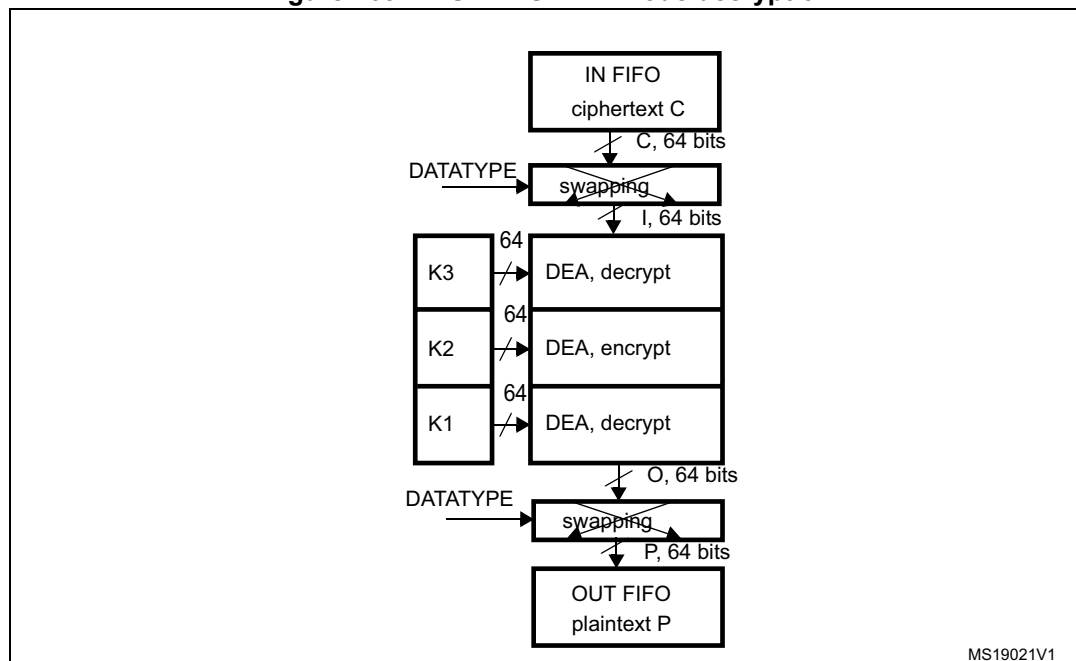 IN FIFO
ciphertext C
C, 64 bits
DATATYPE
swapping
I, 64 bits
64
K3
DEA, decrypt
64
K2
DEA, encrypt
64
K1
DEA, decrypt
O, 64 bits
DATATYPE
swapping
P, 64 bits
OUT FIFO
plaintext P
MS19021V1